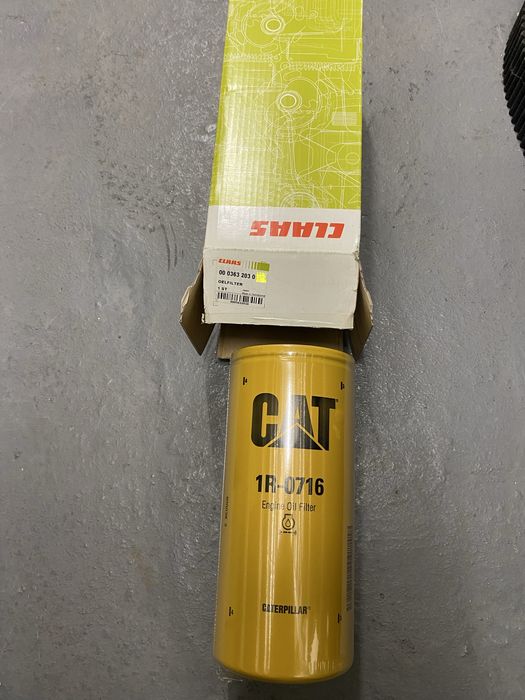 CLAAS
CLAAS
00 0363 203 0
OELFILTER
1 ST
CAT
1R-0716
Engine Oil Filter
CATERPILLAR®